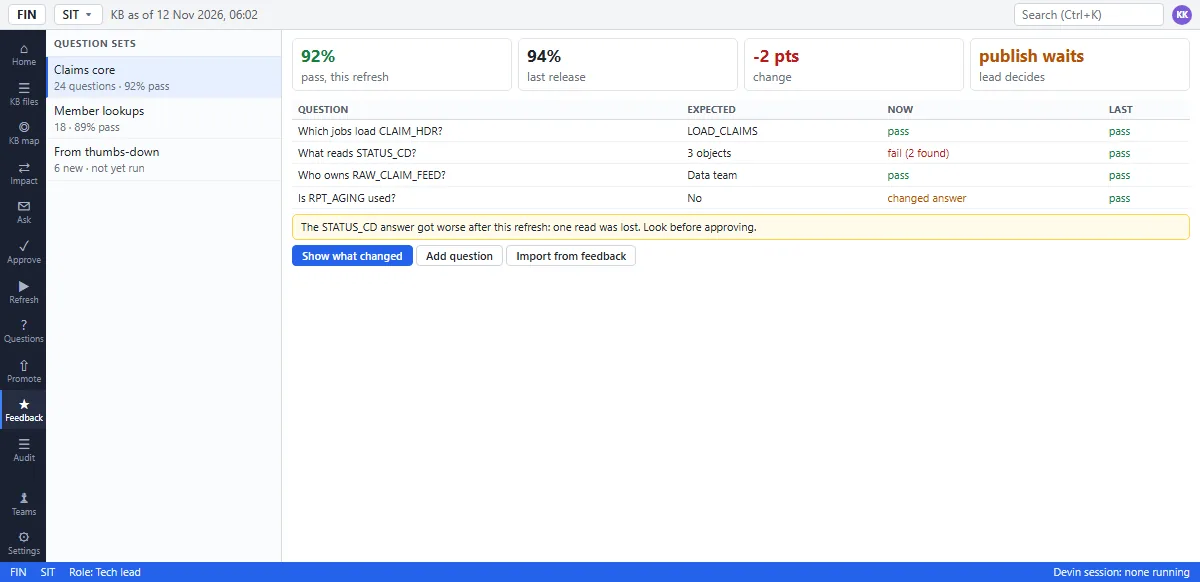 FIN SIT KB as of 12 Nov 2026, 06:02 Search (Ctrl+K) KK
Home
KB files
KB map
Impact
Ask
Approve
Refresh
Questions
Promote
Feedback
Audit
Teams
Settings
QUESTION SETS
Claims core
24 questions · 92% pass
Member lookups
18 · 89% pass
From thumbs-down
6 new · not yet run
92%
pass, this refresh
94%
last release
-2 pts
change
publish waits
lead decides
QUESTION EXPECTED NOW LAST
Which jobs load CLAIM_HDR? LOAD_CLAIMS pass pass
What reads STATUS_CD? 3 objects fail (2 found) pass
Who owns RAW_CLAIM_FEED? Data team pass pass
Is RPT_AGING used? No changed answer pass
The STATUS_CD answer got worse after this refresh: one read was lost. Look before approving.
Show what changed Add question Import from feedback
FIN SIT Role: Tech lead Devin session: none running